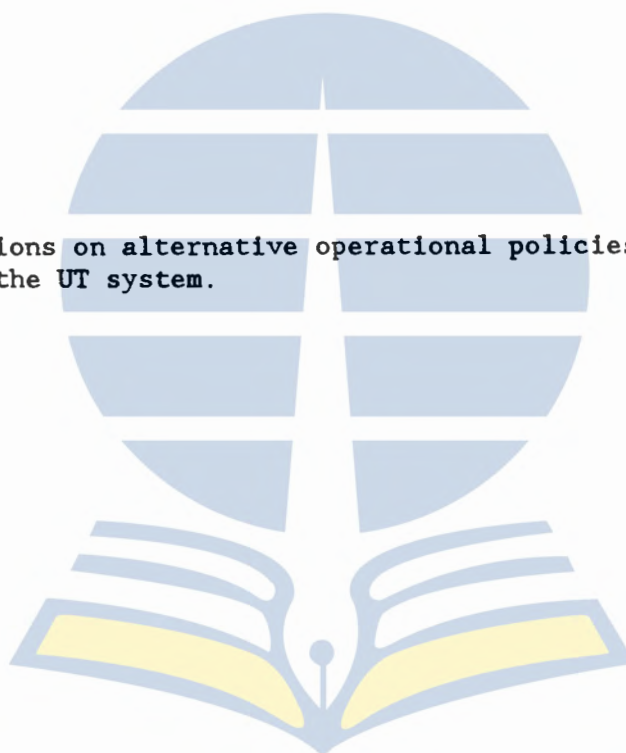 ions on alternative operational policies
the UT system.